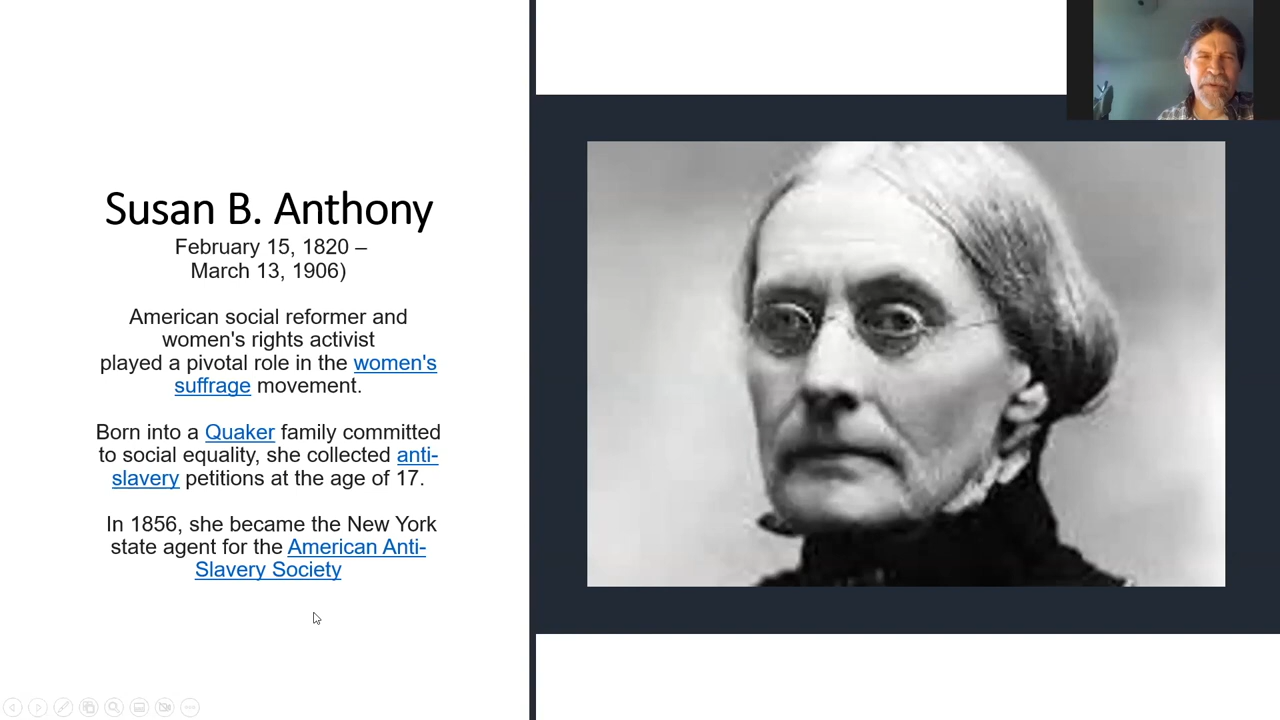 Susan B. Anthony
February 15, 1820 –
March 13, 1906)
American social reformer and
women's rights activist
played a pivotal role in the women's
suffrage movement.
Born into a Quaker family committed
to social equality, she collected anti-
slavery petitions at the age of 17.
In 1856, she became the New York
state agent for the American Anti-
Slavery Society